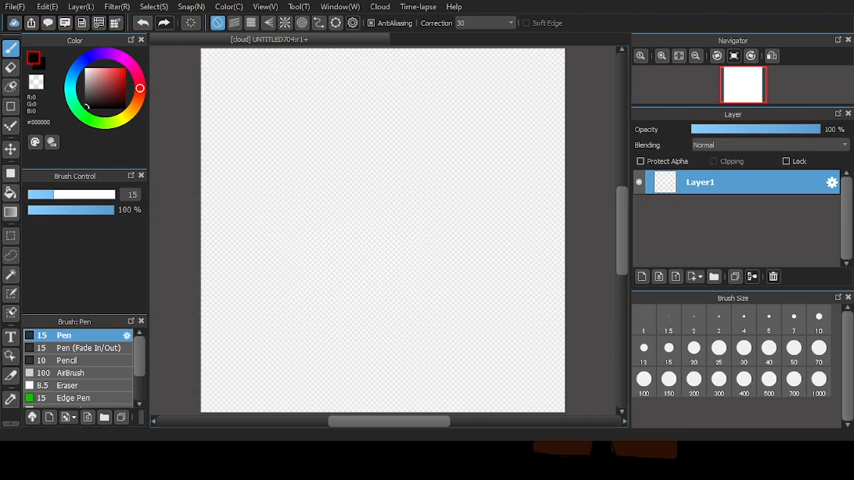 File(F) Edit(E) Layer(L) Filter(R) Select(S) Snap(N) Color(C) View(V) Tool(T) Window(W) Cloud Time-lapse Help
AntiAliasing Correction 30 Soft Edge
[cloud] UNTITLED704☆1+
Color
R:0
G:0
B:0
#000000
Brush Control
15
100 %
Brush: Pen
15 Pen
15 Pen (Fade In/Out)
10 Pencil
100 AirBrush
8.5 Eraser
15 Edge Pen
Navigator
Layer
Opacity 100 %
Blending Normal
Protect Alpha Clipping Lock
Layer1
Brush Size
1 1.5 2 3 4 5 7 10
12 15 20 25 30 40 50 70
100 150 200 300 400 500 700 1000